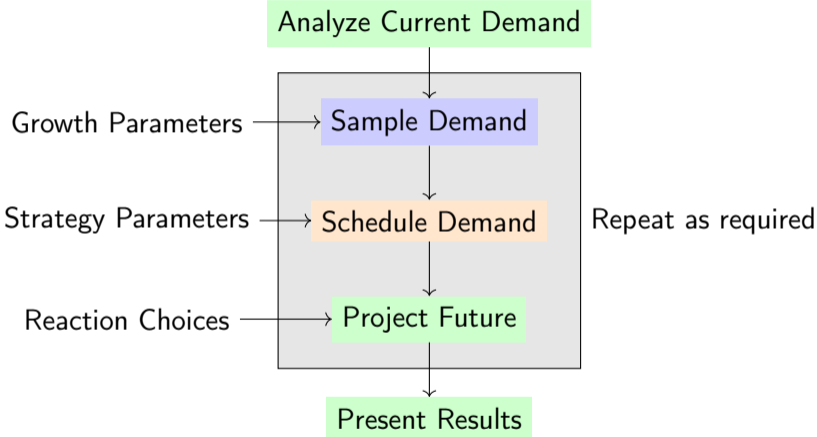 Analyze Current Demand
Growth Parameters
Sample Demand
Strategy Parameters
Schedule Demand
Repeat as required
Reaction Choices
Project Future
Present Results